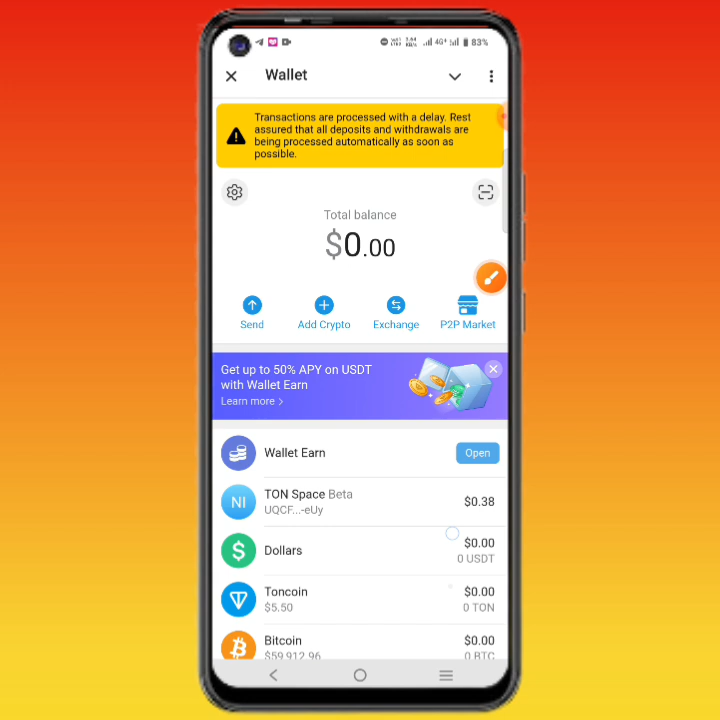 83%
Wallet
Transactions are processed with a delay. Rest
assured that all deposits and withdrawals are
being processed automatically as soon as
possible.
Total balance
$0.00
Send
Add Crypto
Exchange
P2P Market
Get up to 50% APY on USDT
with Wallet Earn
Learn more >
Wallet Earn
Open
NI
TON Space Beta
$0.38
UQCF...-eUy
Dollars
$0.00
0 USDT
Toncoin
$0.00
$5.50
0 TON
Bitcoin
$0.00
$59,912.96
0 BTC